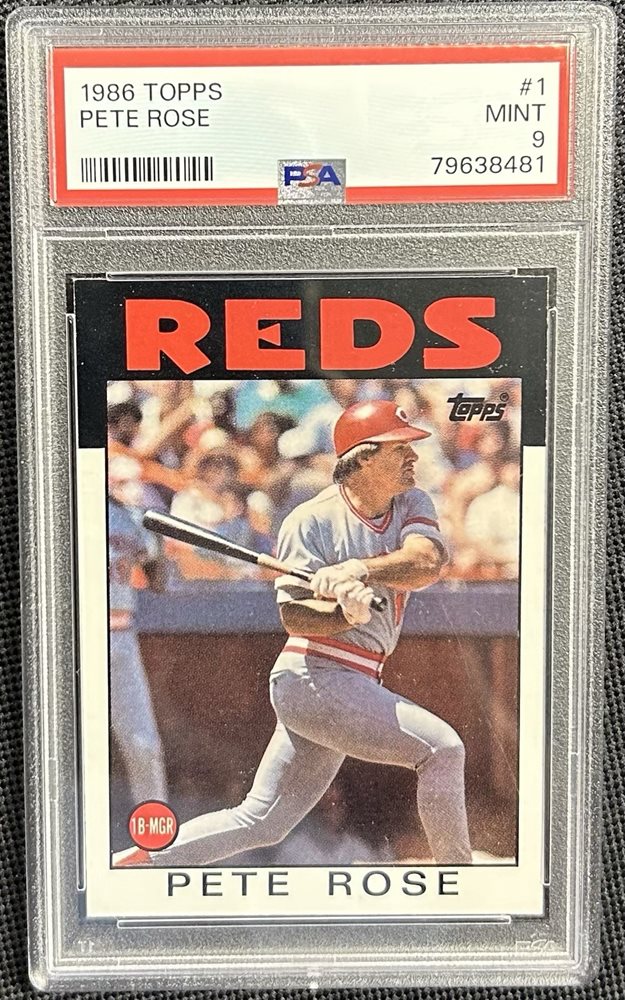 1986 TOPPS
#1
PETE ROSE
MINT
9
79638481
PSA
REDS
topps®
1B-MGR
PETE ROSE